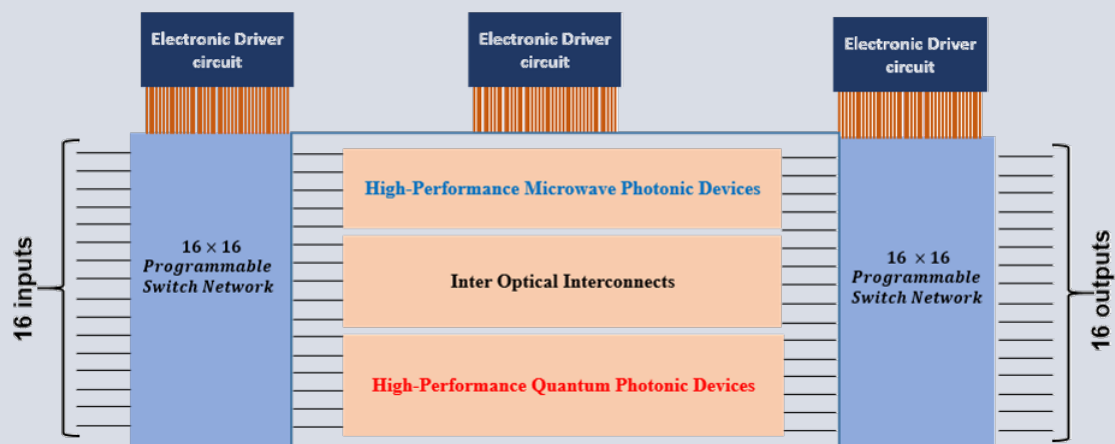 Electronic Driver
circuit
Electronic Driver
circuit
Electronic Driver
circuit
16 inputs
16 × 16
Programmable
Switch Network
High-Performance Microwave Photonic Devices
Inter Optical Interconnects
High-Performance Quantum Photonic Devices
16 × 16
Programmable
Switch Network
16 outputs